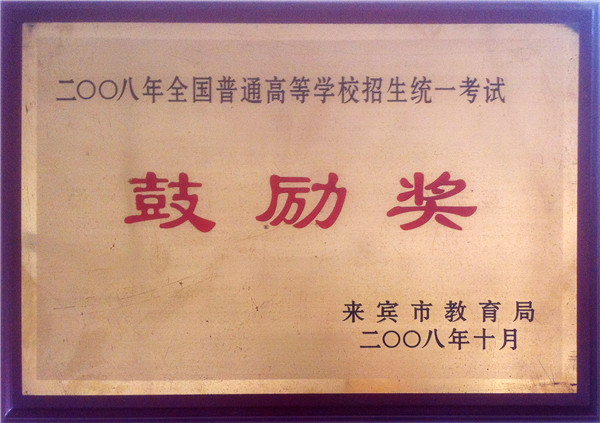 二〇〇八年全国普通高等学校招生统一考试
鼓励奖
来宾市教育局
二〇〇八年十月